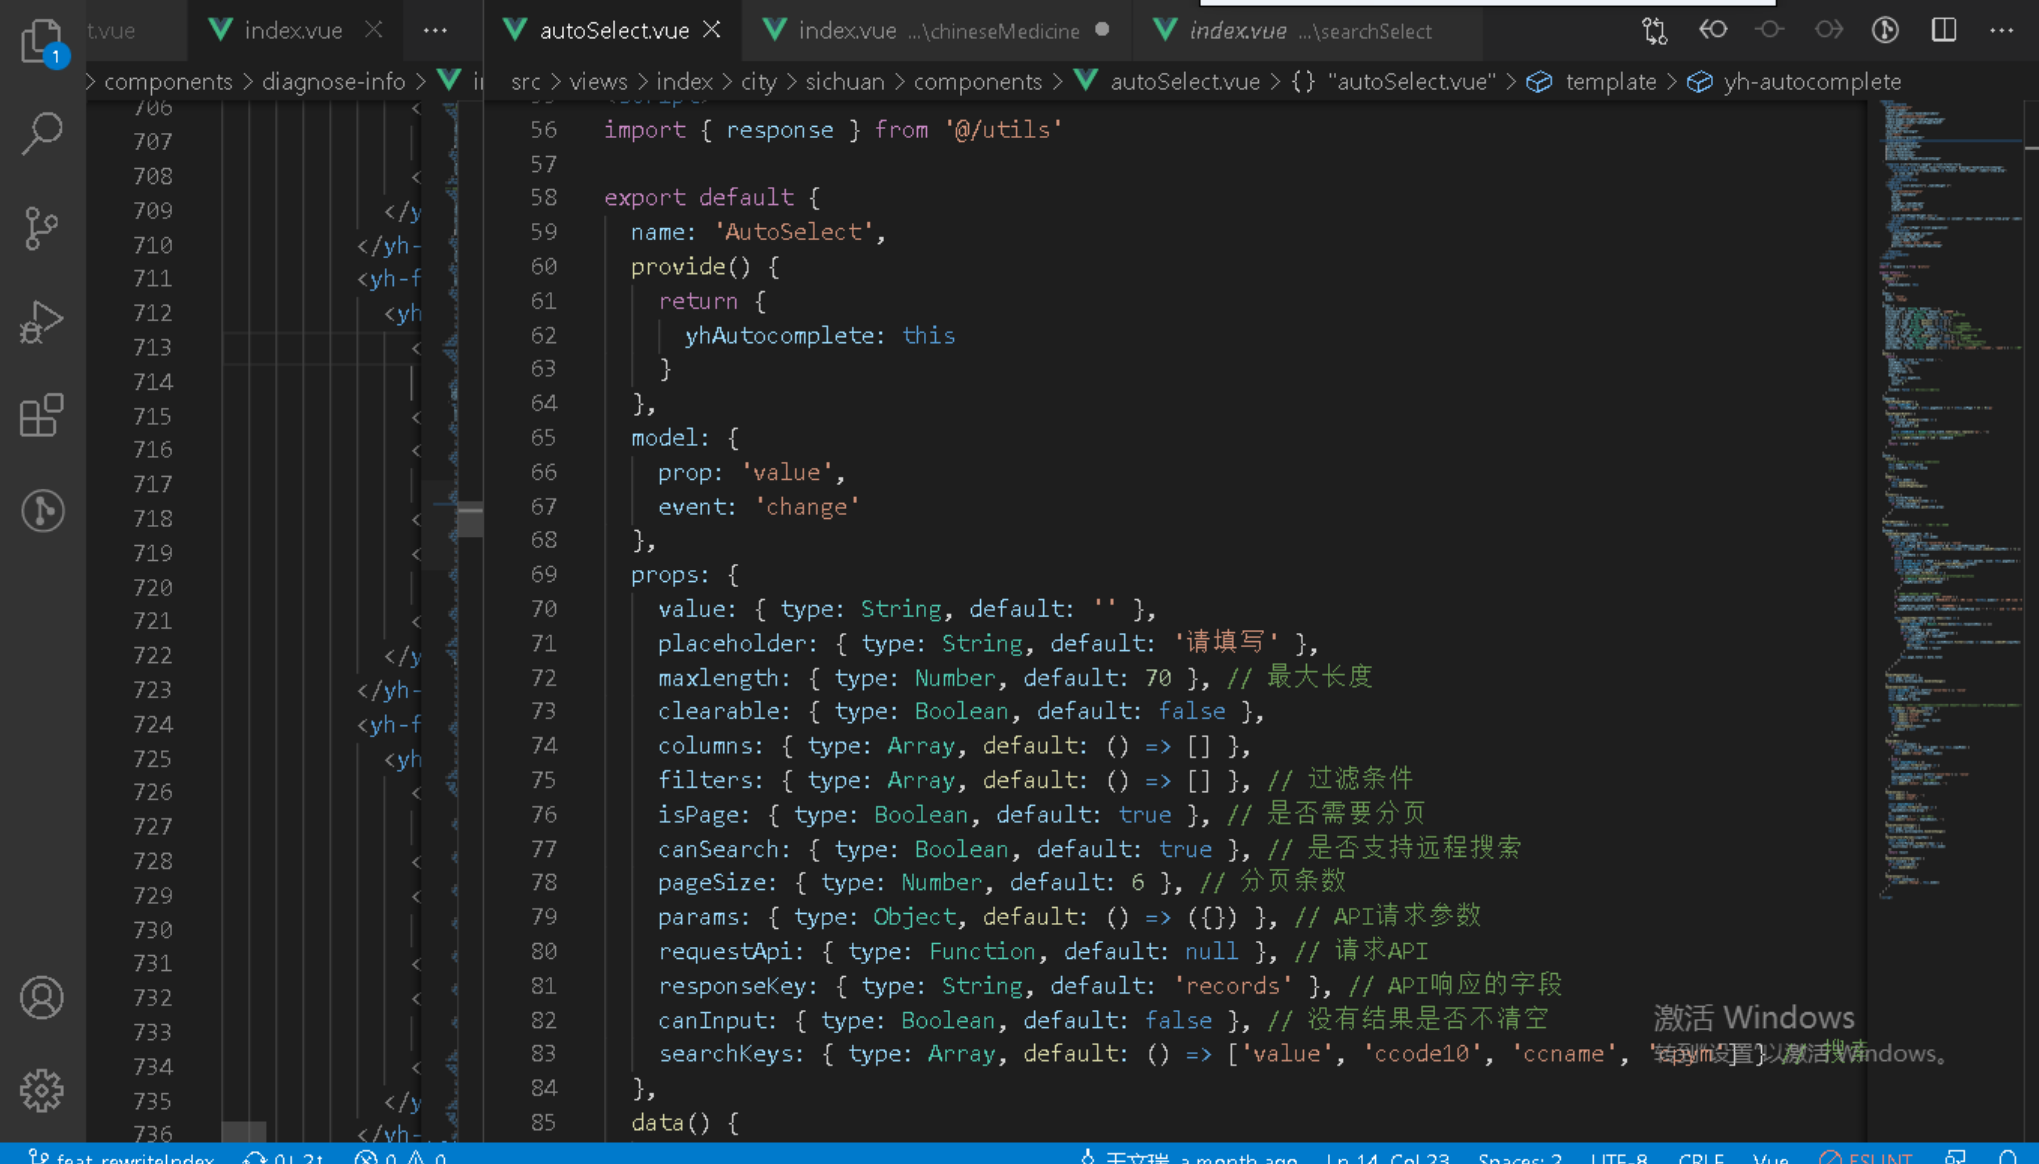 t.vue
index.vue
autoSelect.vue
index.vue ...\chineseMedicine
index.vue ...\searchSelect
1
> components > diagnose-info >
src > views > index > city > sichuan > components > autoSelect.vue > {} "autoSelect.vue" > template > yh-autocomplete
706 <
707
708 <
709 </y
710 </yh-
711 <yh-f
712 <yh
713 <
714
715 <
716 <
717
718 <
719 <
720
721 <
722 </y
723 </yh-
724 <yh-f
725 <yh
726 <
727
728 <
729 <
730
731 <
732 <
733
734 <
735 </y
736 </yh-
<script>
56 import { response } from '@/utils'
57
58 export default {
59 name: 'AutoSelect',
60 provide() {
61 return {
62 yhAutocomplete: this
63 }
64 },
65 model: {
66 prop: 'value',
67 event: 'change'
68 },
69 props: {
70 value: { type: String, default: '' },
71 placeholder: { type: String, default: '请填写' },
72 maxlength: { type: Number, default: 70 }, // 最大长度
73 clearable: { type: Boolean, default: false },
74 columns: { type: Array, default: () => [] },
75 filters: { type: Array, default: () => [] }, // 过滤条件
76 isPage: { type: Boolean, default: true }, // 是否需要分页
77 canSearch: { type: Boolean, default: true }, // 是否支持远程搜索
78 pageSize: { type: Number, default: 6 }, // 分页条数
79 params: { type: Object, default: () => ({}) }, // API请求参数
80 requestApi: { type: Function, default: null }, // 请求API
81 responseKey: { type: String, default: 'records' }, // API响应的字段
82 canInput: { type: Boolean, default: false }, // 没有结果是否不清空
83 searchKeys: { type: Array, default: () => ['value', 'ccode10', 'ccname', 'cpym'] } // 搜索
84 },
85 data() {
激活 Windows
转到"设置"以激活 Windows。
feat_rewriteIndex 0↓ 2↑ 0 0
a month ago Ln 14, Col 23 Spaces: 2 UTF-8 CRLF Vue ESLINT